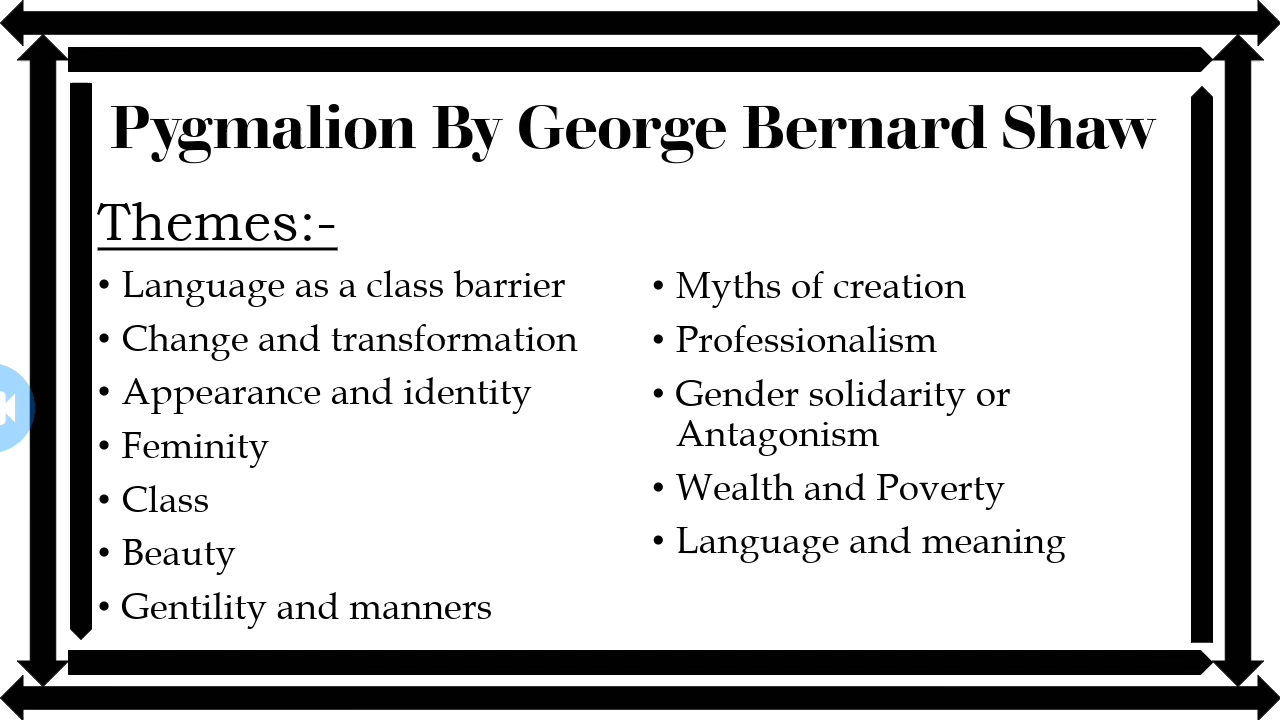 Pygmalion By George Bernard Shaw
Themes:-
• Language as a class barrier
• Change and transformation
• Appearance and identity
• Feminity
• Class
• Beauty
• Gentility and manners
• Myths of creation
• Professionalism
• Gender solidarity or
Antagonism
• Wealth and Poverty
• Language and meaning